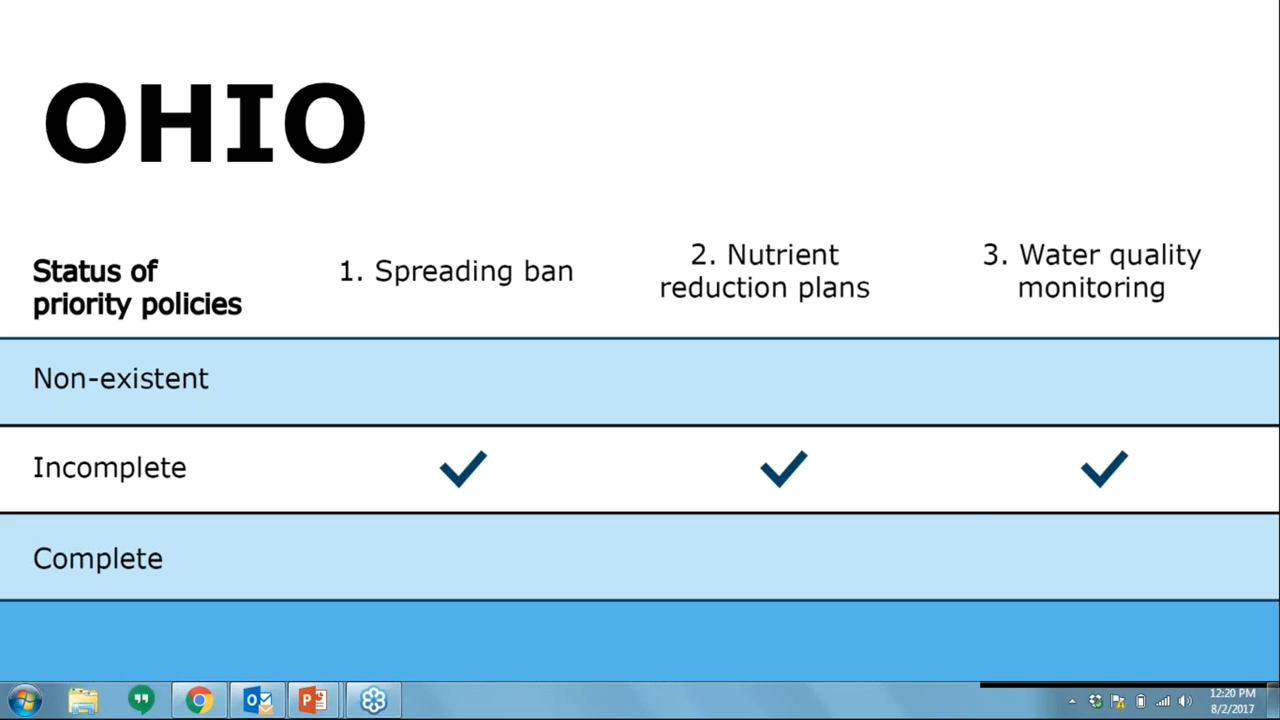 OHIO
Status of
priority policies
1. Spreading ban
2. Nutrient
reduction plans
3. Water quality
monitoring
Non-existent
Incomplete
Complete
12:20 PM
8/2/2017